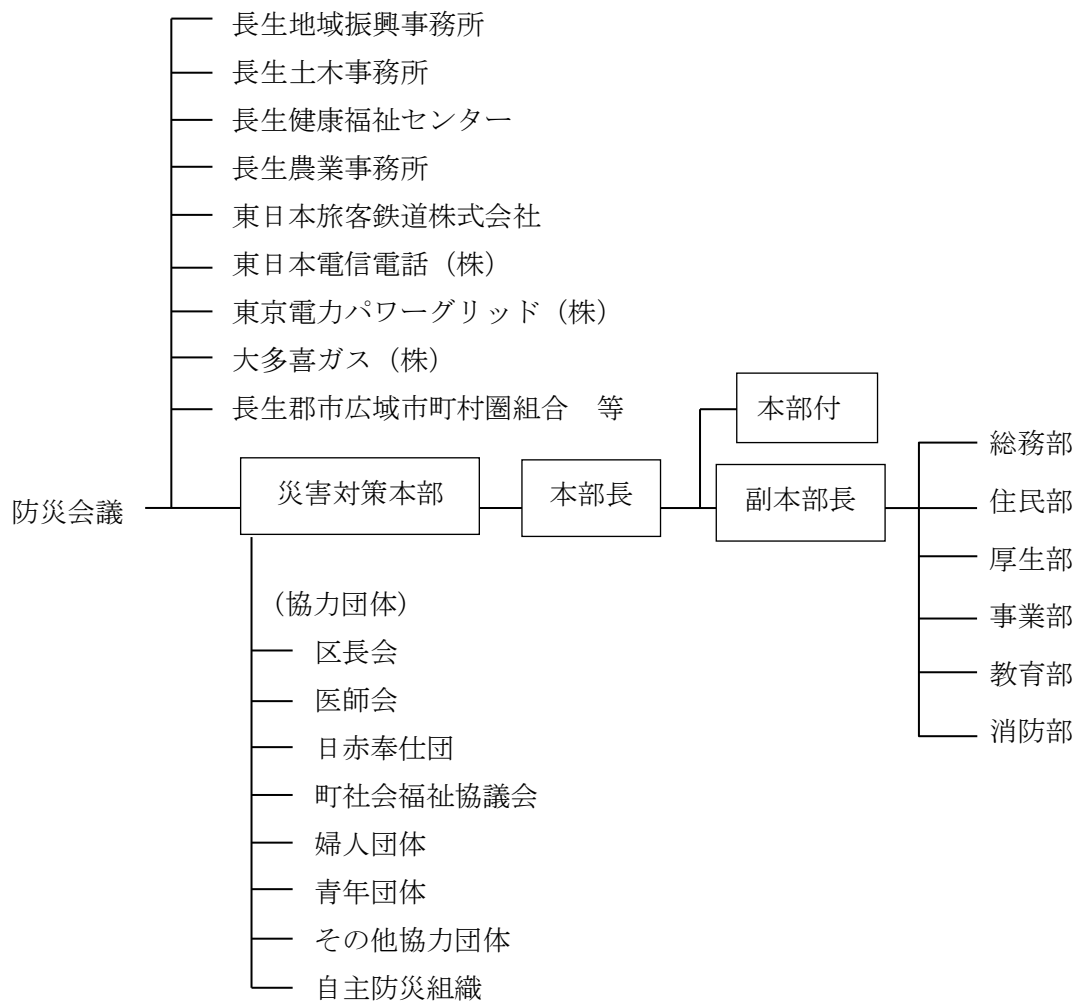 長生地域振興事務所
長生土木事務所
長生健康福祉センター
長生農業事務所
東日本旅客鉄道株式会社
東日本電信電話（株）
東京電力パワーグリッド（株）
大多喜ガス（株）
長生郡市広域市町村圏組合　等
防災会議
災害対策本部
本部長
本部付
副本部長
総務部
住民部
厚生部
事業部
教育部
消防部
（協力団体）
区長会
医師会
日赤奉仕団
町社会福祉協議会
婦人団体
青年団体
その他協力団体
自主防災組織